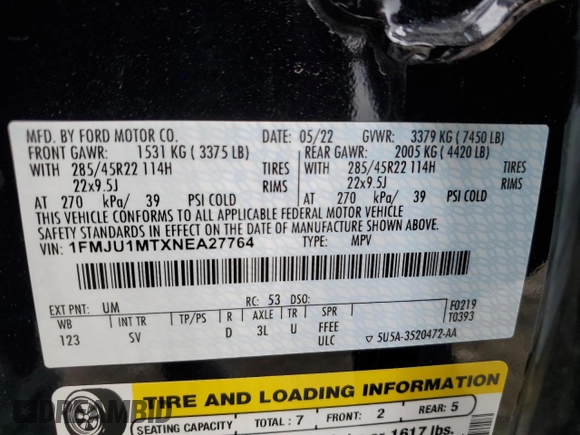 MFD. BY FORD MOTOR CO. DATE: 05/22 GVWR: 3379 KG (7450 LB)
FRONT GAWR: 1531 KG (3375 LB) REAR GAWR: 2005 KG (4420 LB)
WITH 285/45R22 114H TIRES 285/45R22 114H TIRES
22x9.5J RIMS 22x9.5J RIMS
AT 270 kPa/ 39 PSI COLD AT 270 kPa/ 39 PSI COLD
THIS VEHICLE CONFORMS TO ALL APPLICABLE FEDERAL MOTOR VEHICLE
SAFETY STANDARDS IN EFFECT ON THE DATE OF MANUFACTURE SHOWN ABOVE.
VIN: 1FMJU1MTXNEA27764 TYPE: MPV
EXT PNT: UM RC: 53 DSO: F0219
WB INT TR TP/PS R AXLE TR SPR T0393
123 SV D 3L U FFEE
ULC 5U5A-3520472-AA
TIRE AND LOADING INFORMATION
SEATING CAPACITY TOTAL: 7 FRONT: 2 REAR: 5
1617 lbs.
DREAMBID